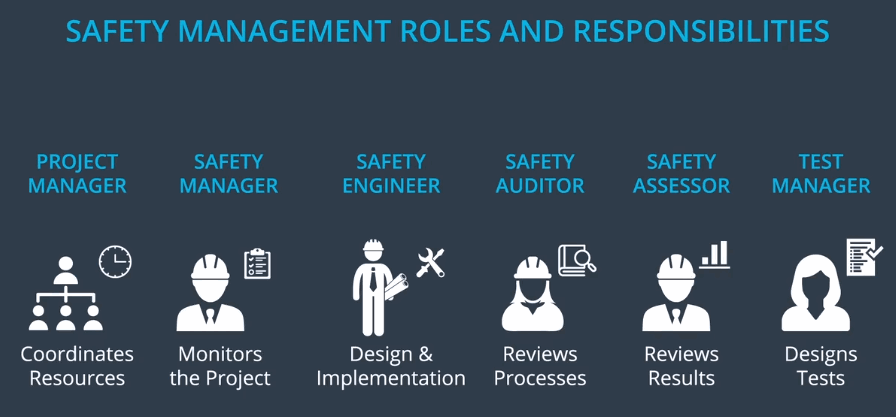 SAFETY MANAGEMENT ROLES AND RESPONSIBILITIES
PROJECT
MANAGER
SAFETY
MANAGER
SAFETY
ENGINEER
SAFETY
AUDITOR
SAFETY
ASSESSOR
TEST
MANAGER
Coordinates
Resources
Monitors
the Project
Design &
Implementation
Reviews
Processes
Reviews
Results
Designs
Tests